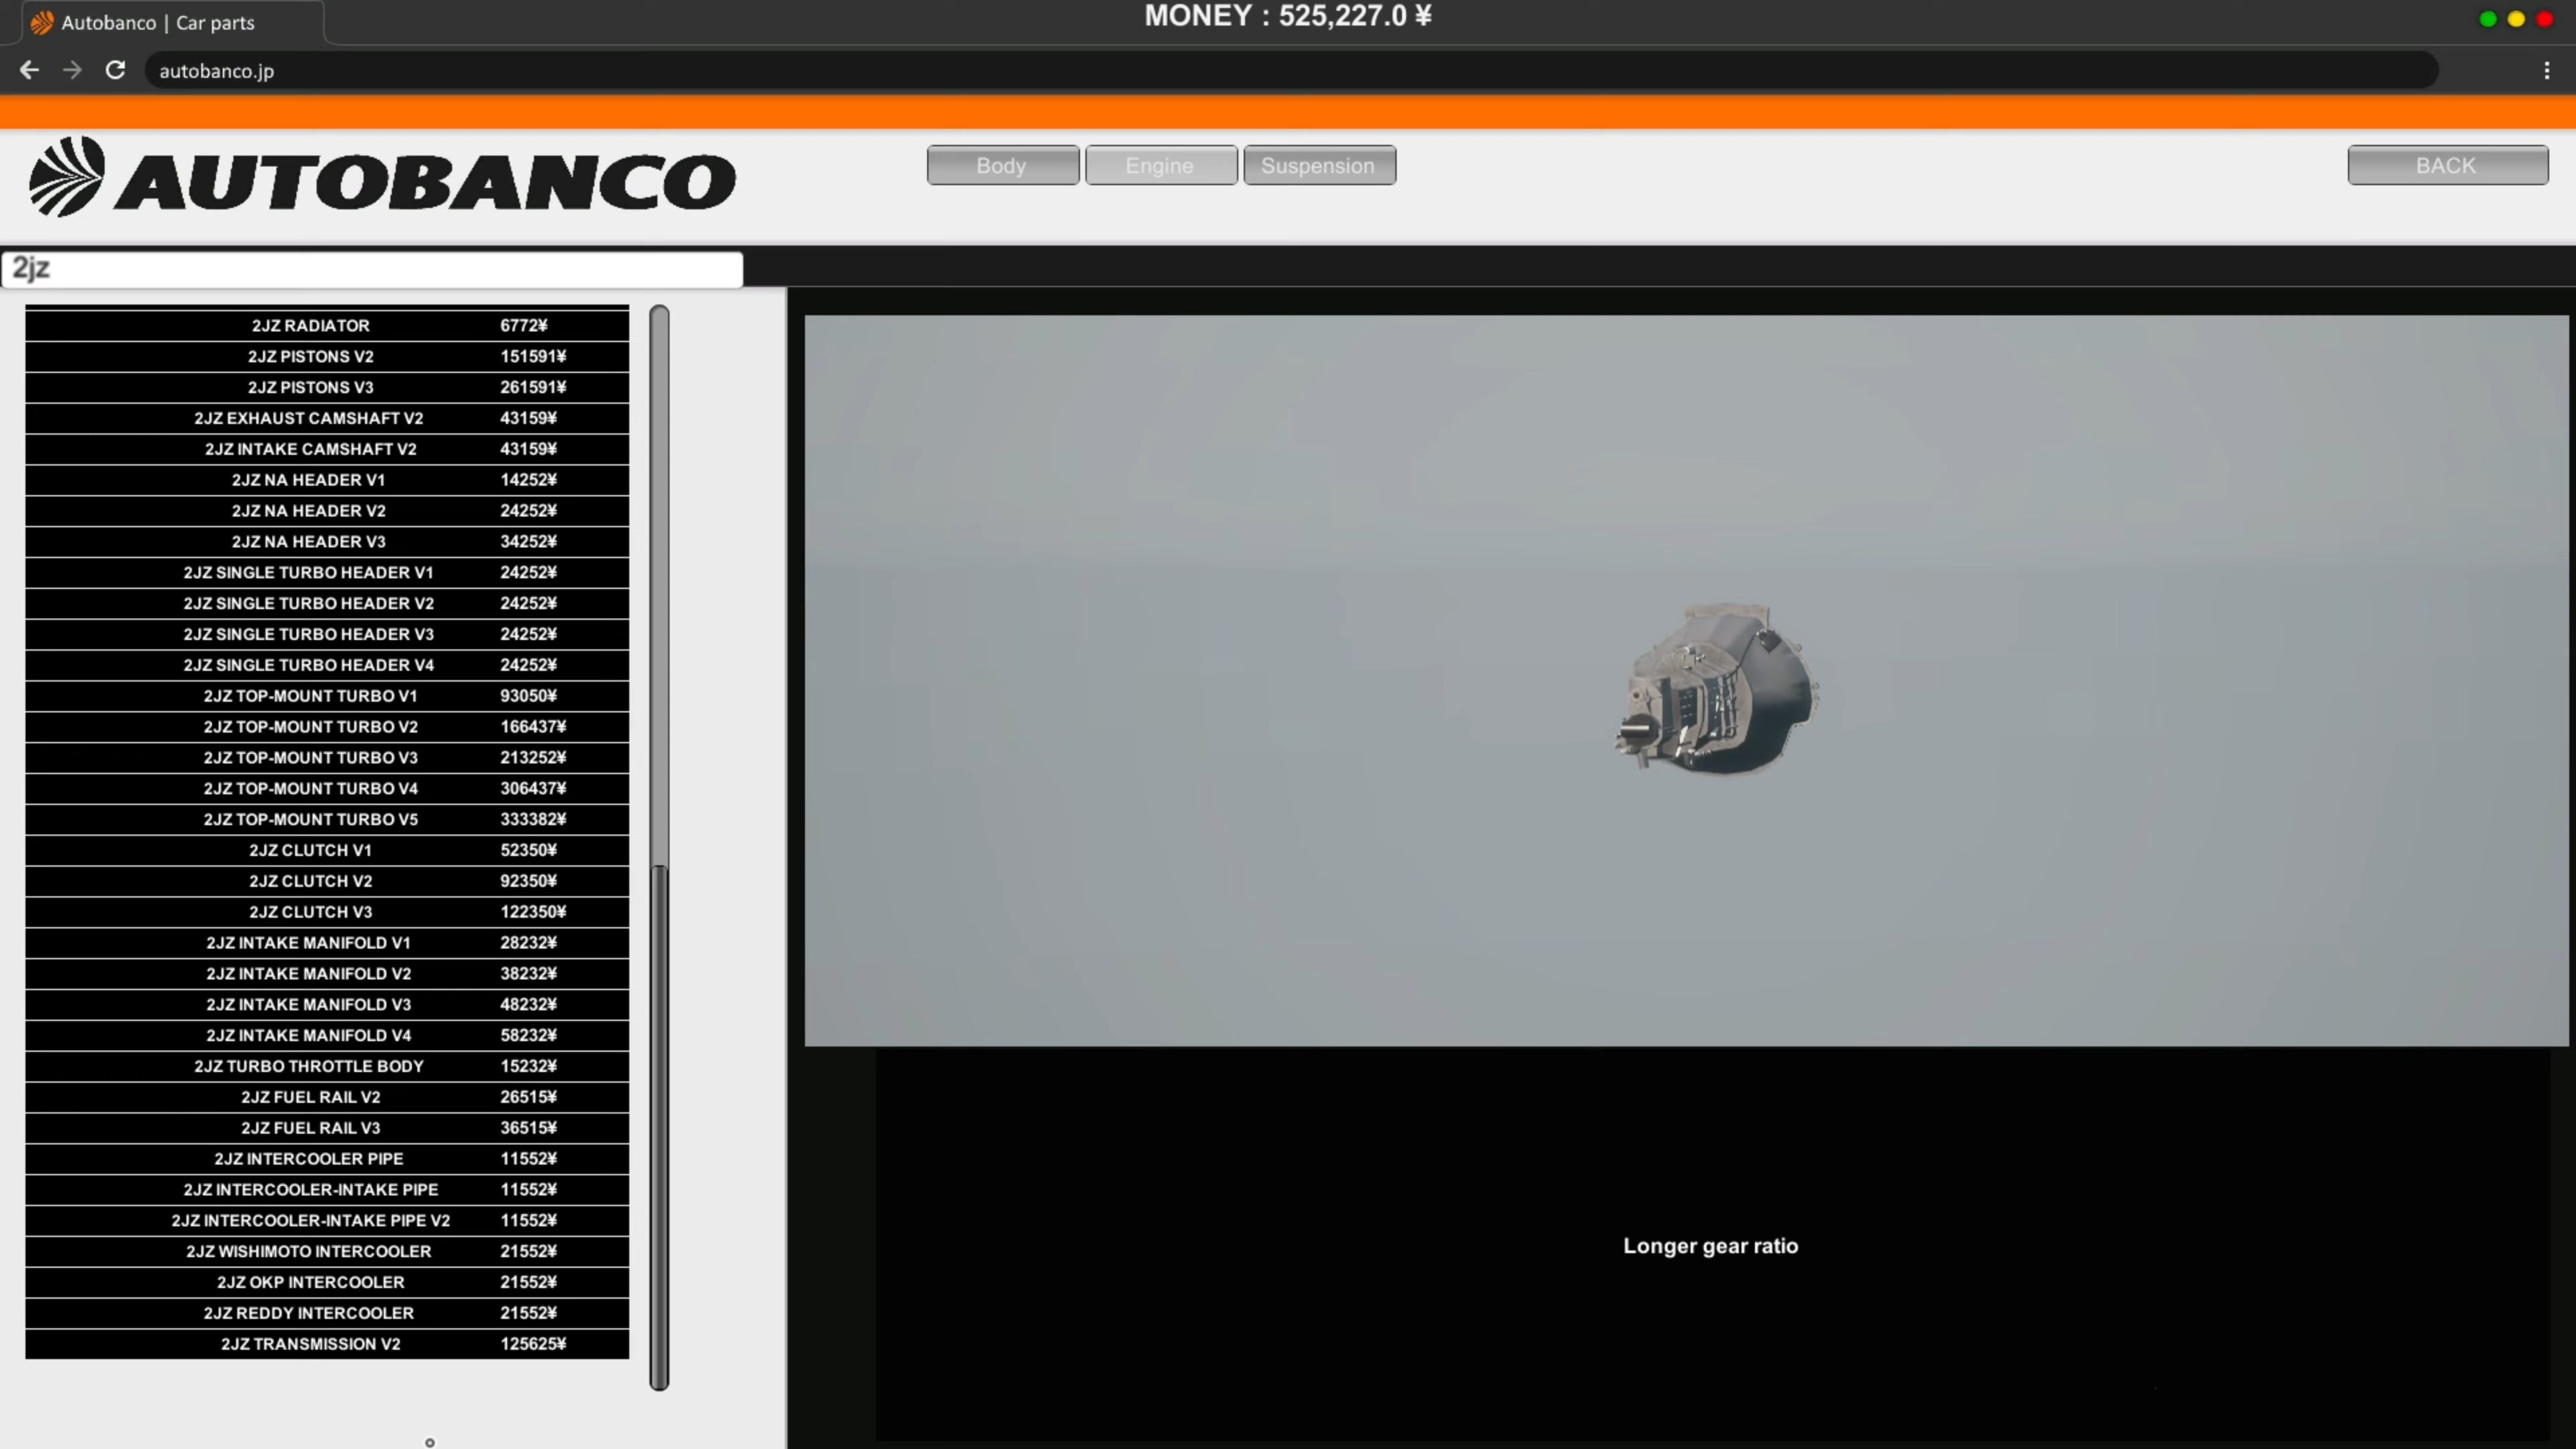 Autobanco | Car parts
MONEY : 525,227.0 ¥
autobanco.jp
AUTOBANCO
Body
Engine
Suspension
BACK
2jz
2JZ RADIATOR 6772¥
2JZ PISTONS V2 151591¥
2JZ PISTONS V3 261591¥
2JZ EXHAUST CAMSHAFT V2 43159¥
2JZ INTAKE CAMSHAFT V2 43159¥
2JZ NA HEADER V1 14252¥
2JZ NA HEADER V2 24252¥
2JZ NA HEADER V3 34252¥
2JZ SINGLE TURBO HEADER V1 24252¥
2JZ SINGLE TURBO HEADER V2 24252¥
2JZ SINGLE TURBO HEADER V3 24252¥
2JZ SINGLE TURBO HEADER V4 24252¥
2JZ TOP-MOUNT TURBO V1 93050¥
2JZ TOP-MOUNT TURBO V2 166437¥
2JZ TOP-MOUNT TURBO V3 213252¥
2JZ TOP-MOUNT TURBO V4 306437¥
2JZ TOP-MOUNT TURBO V5 333382¥
2JZ CLUTCH V1 52350¥
2JZ CLUTCH V2 92350¥
2JZ CLUTCH V3 122350¥
2JZ INTAKE MANIFOLD V1 28232¥
2JZ INTAKE MANIFOLD V2 38232¥
2JZ INTAKE MANIFOLD V3 48232¥
2JZ INTAKE MANIFOLD V4 58232¥
2JZ TURBO THROTTLE BODY 15232¥
2JZ FUEL RAIL V2 26515¥
2JZ FUEL RAIL V3 36515¥
2JZ INTERCOOLER PIPE 11552¥
2JZ INTERCOOLER-INTAKE PIPE 11552¥
2JZ INTERCOOLER-INTAKE PIPE V2 11552¥
2JZ WISHIMOTO INTERCOOLER 21552¥
2JZ OKP INTERCOOLER 21552¥
2JZ REDDY INTERCOOLER 21552¥
2JZ TRANSMISSION V2 125625¥
Longer gear ratio